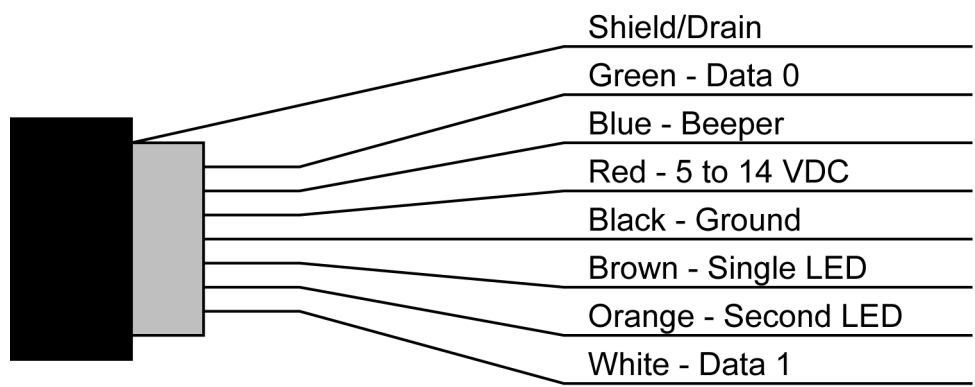 Shield/Drain
Green - Data 0
Blue - Beeper
Red - 5 to 14 VDC
Black - Ground
Brown - Single LED
Orange - Second LED
White - Data 1